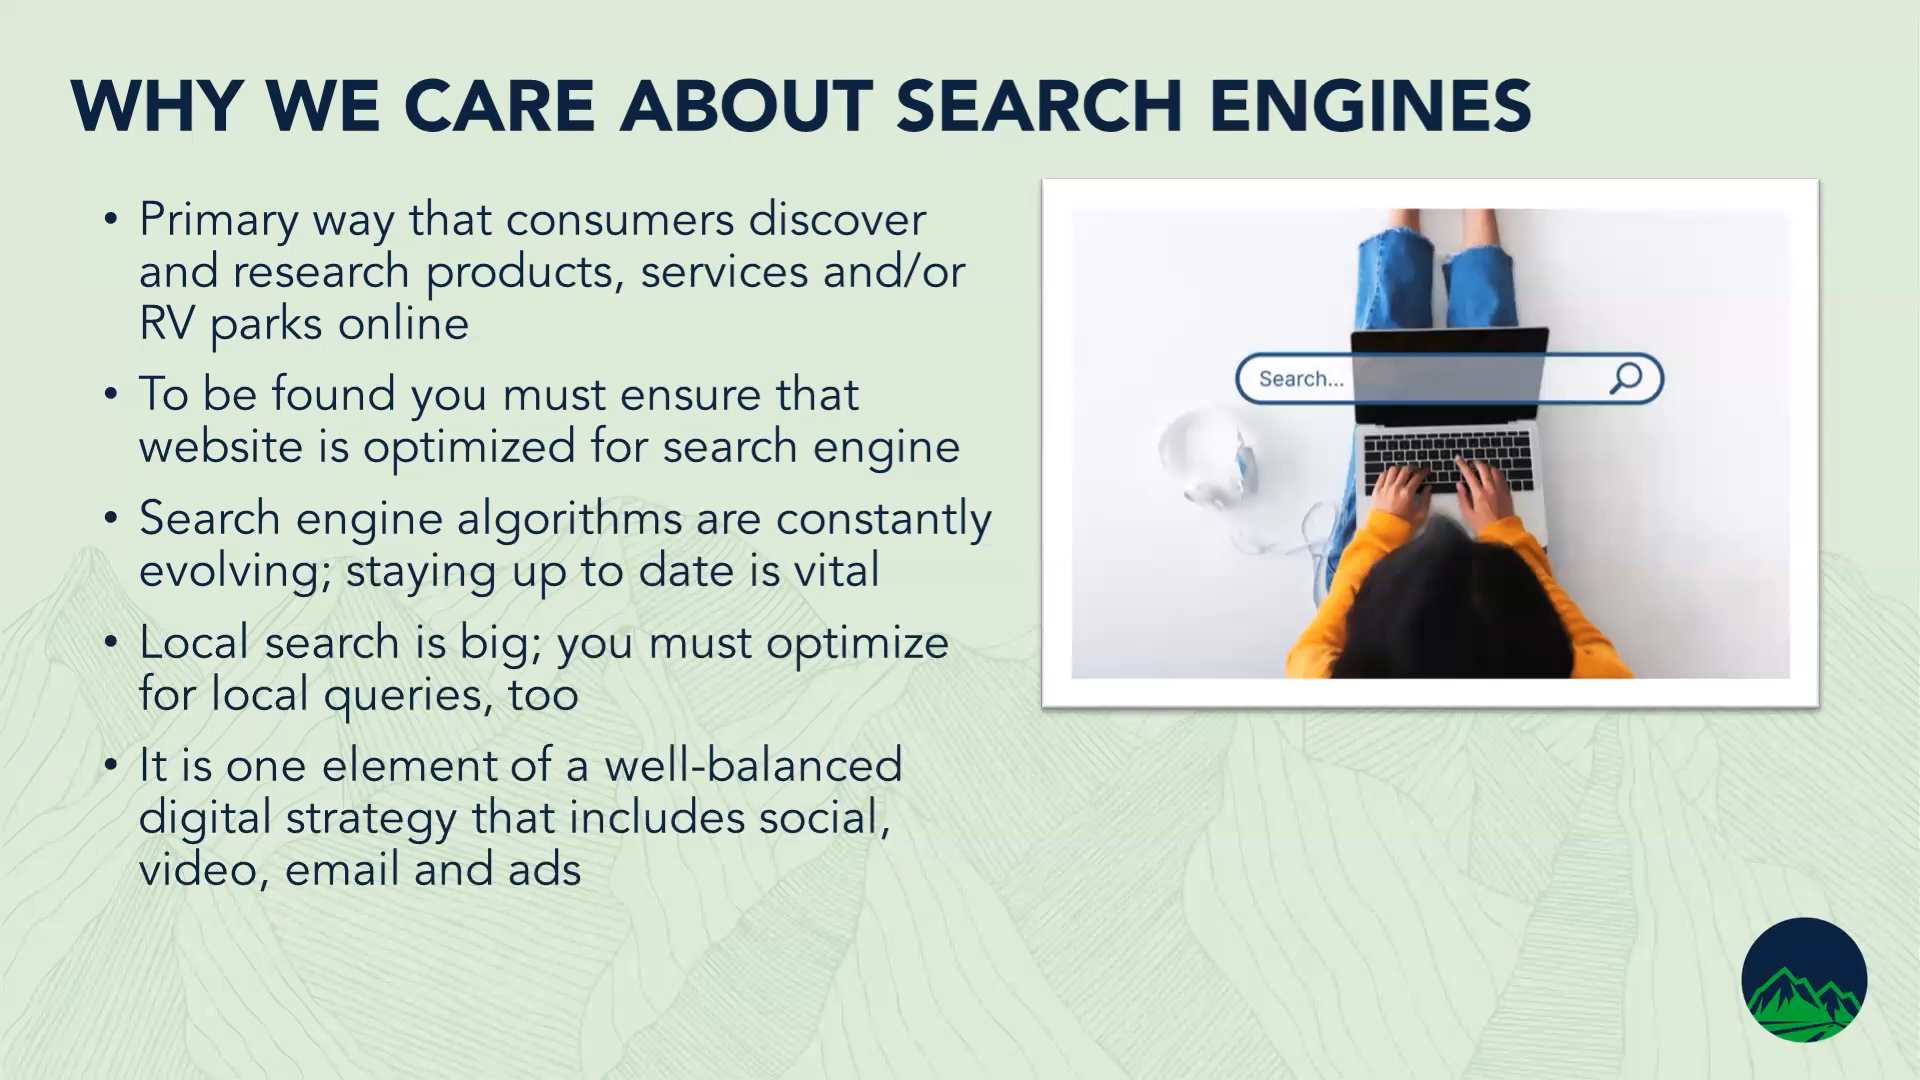 WHY WE CARE ABOUT SEARCH ENGINES
• Primary way that consumers discover
and research products, services and/or
RV parks online
• To be found you must ensure that
website is optimized for search engine
• Search engine algorithms are constantly
evolving; staying up to date is vital
• Local search is big; you must optimize
for local queries, too
• It is one element of a well-balanced
digital strategy that includes social,
video, email and ads
Search...